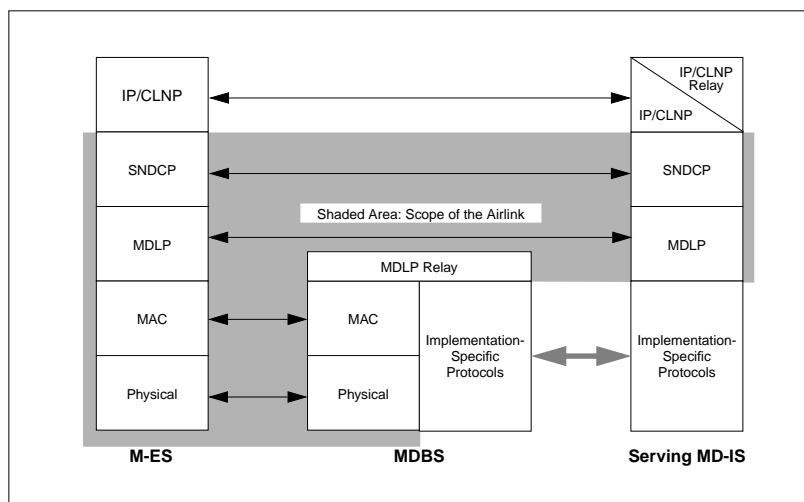 IP/CLNP
IP/CLNP
Relay
IP/CLNP
SNDCP
SNDCP
Shaded Area: Scope of the Airlink
MDLP
MDLP
MDLP Relay
MAC
MAC
Implementation-
Specific
Protocols
Implementation-
Specific
Protocols
Physical
Physical
M-ES
MDBS
Serving MD-IS